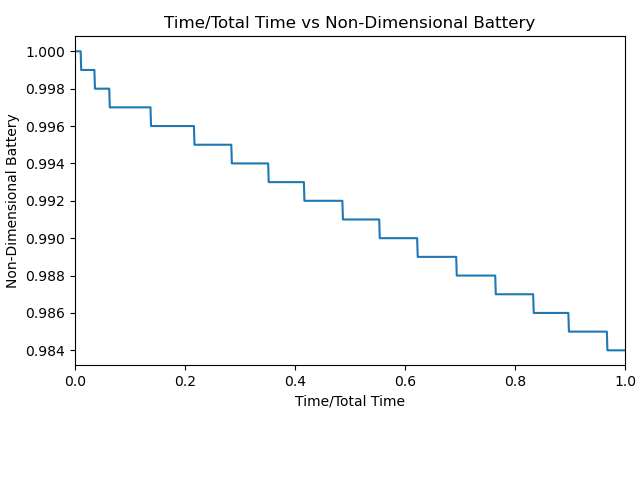 Time/Total Time vs Non-Dimensional Battery
1.000
0.998
0.996
0.994
0.992
0.990
0.988
0.986
0.984
Non-Dimensional Battery
0.0 0.2 0.4 0.6 0.8 1.0
Time/Total Time